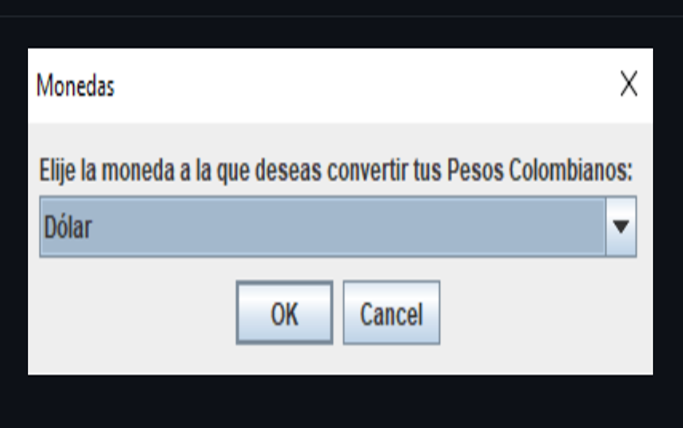 Monedas
Elije la moneda a la que deseas convertir tus Pesos Colombianos:
Dólar
OK Cancel